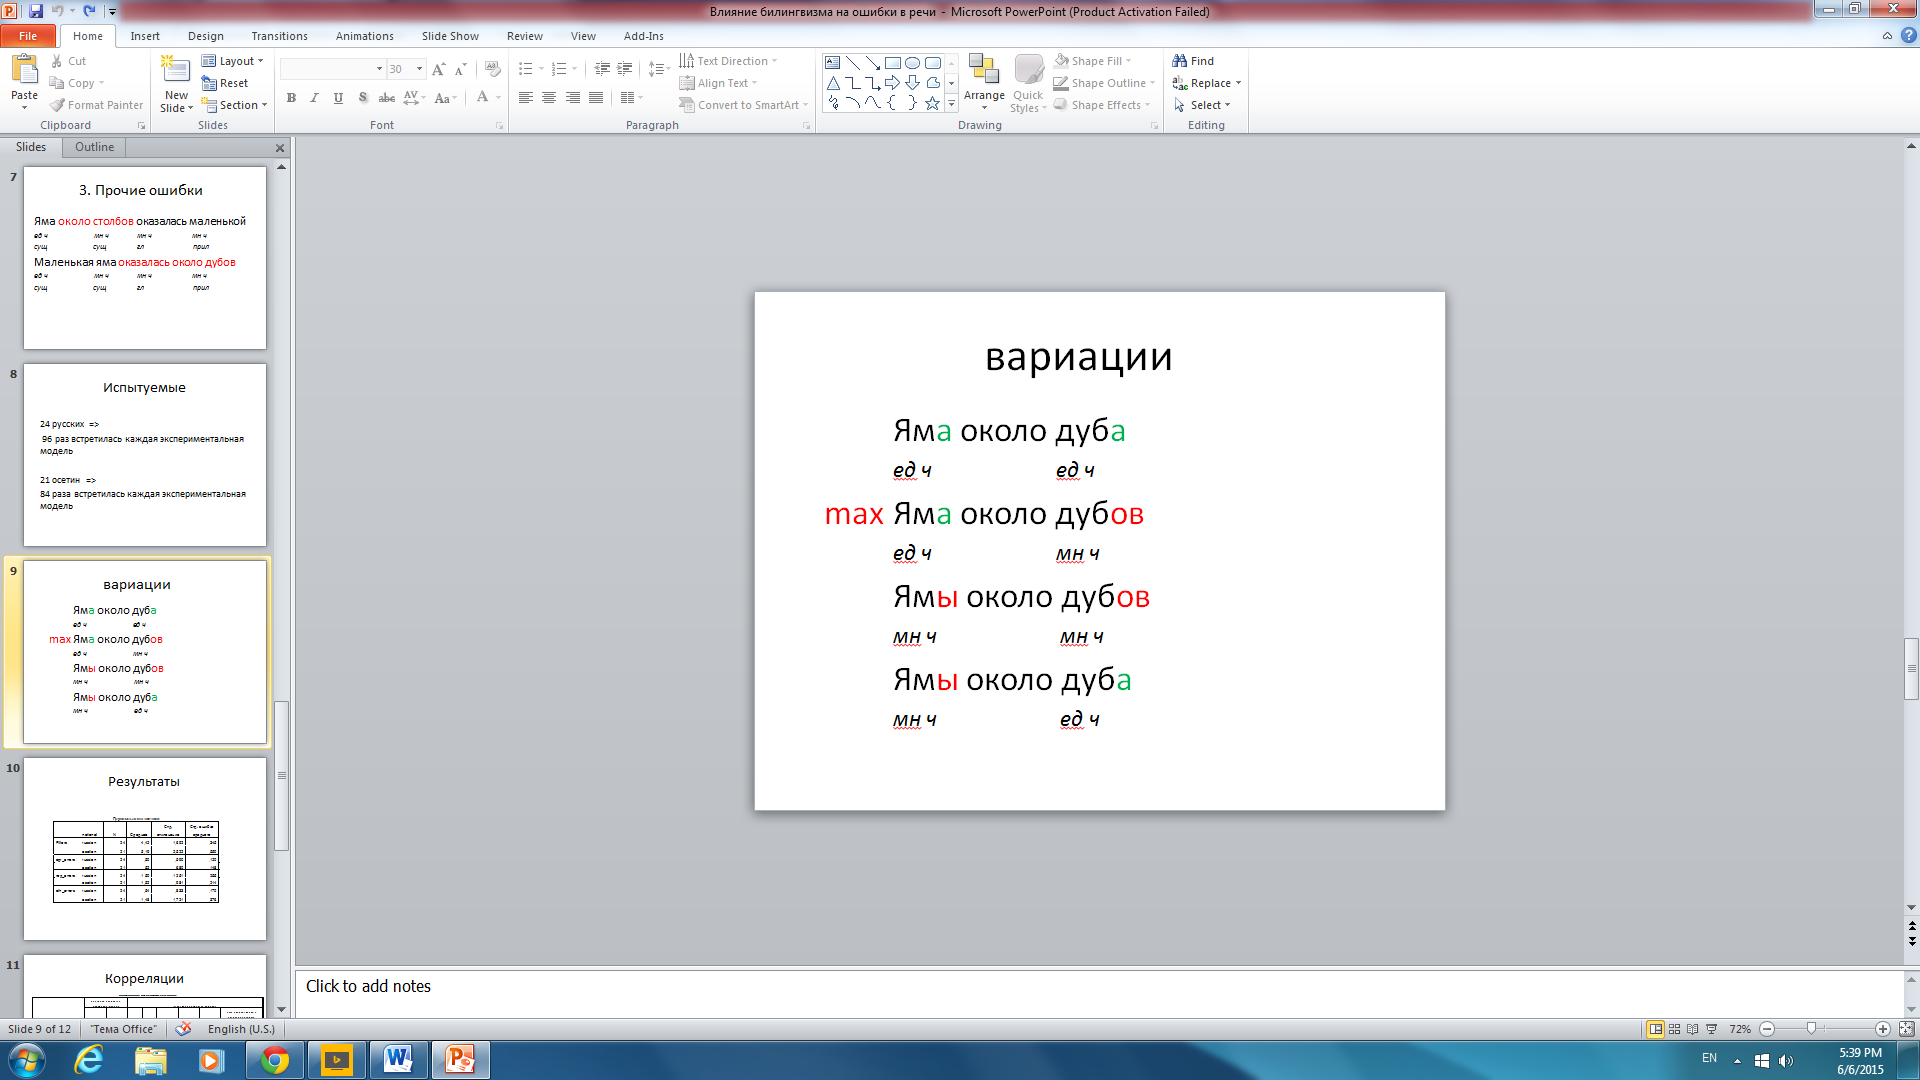 Влияние билингвизма на ошибки в речи - Microsoft PowerPoint (Product Activation Failed)
File Home Insert Design Transitions Animations Slide Show Review View Add-Ins
Paste
Cut
Copy
Format Painter
Clipboard
New Slide
Layout
Reset
Section
Slides
30
Font
Text Direction
Align Text
Convert to SmartArt
Paragraph
Arrange
Quick Styles
Shape Fill
Shape Outline
Shape Effects
Drawing
Find
Replace
Select
Editing
Slides Outline
7
3. Прочие ошибки
Яма около столбов оказалась маленькой
ед ч мн ч мн ч мн ч
сущ сущ гл прил
Маленькая яма оказалась около дубов
ед ч мн ч мн ч мн ч
сущ сущ гл прил
8
Испытуемые
24 русских =>
96 раз встретилась каждая экспериментальная
модель
21 осетин =>
84 раза встретилась каждая экспериментальная
модель
9
вариации
Яма около дуба
ед ч ед ч
max Яма около дубов
ед ч мн ч
Ямы около дубов
мн ч мн ч
Ямы около дуба
мн ч ед ч
10
Результаты
11
Корреляции
вариации
Яма около дуба
ед ч ед ч
max Яма около дубов
ед ч мн ч
Ямы около дубов
мн ч мн ч
Ямы около дуба
мн ч ед ч
Click to add notes
Slide 9 of 12 "Тема Office" English (U.S.) 72%
EN
5:39 PM
6/6/2015